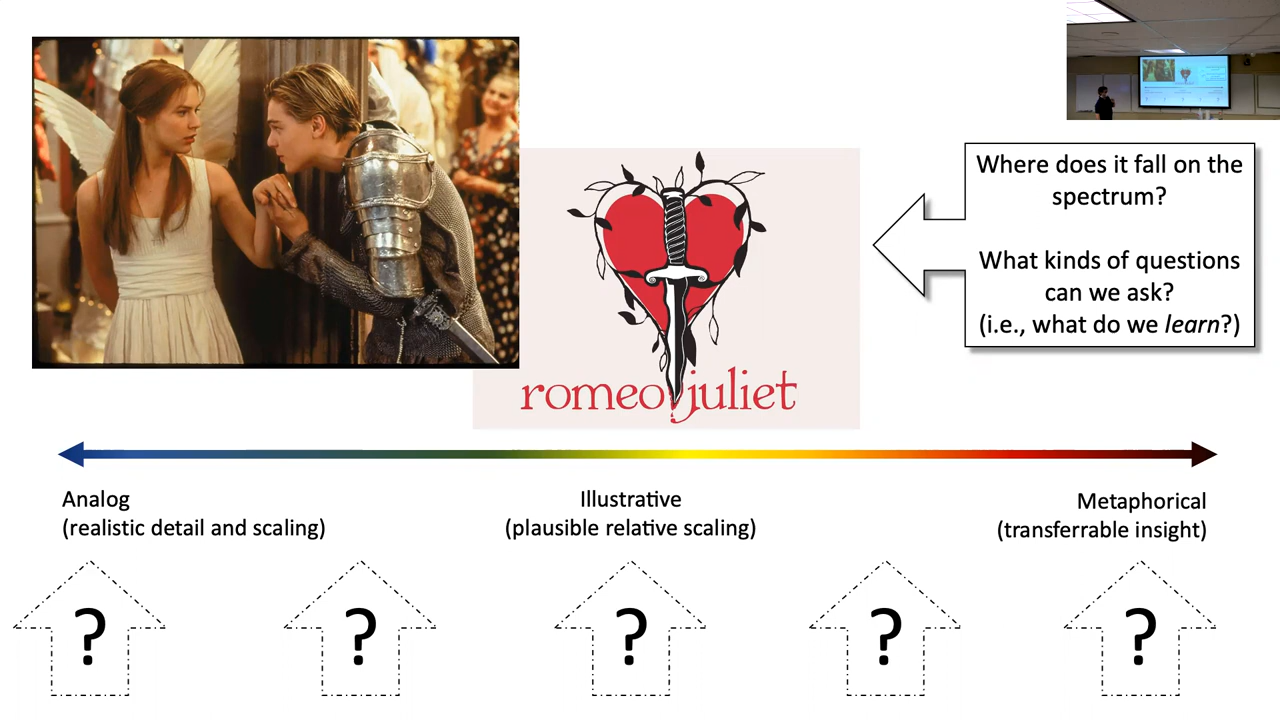 romeo juliet
Where does it fall on the
spectrum?
What kinds of questions
can we ask?
(i.e., what do we learn?)
Analog
(realistic detail and scaling)
Illustrative
(plausible relative scaling)
Metaphorical
(transferrable insight)
?
?
?
?
?